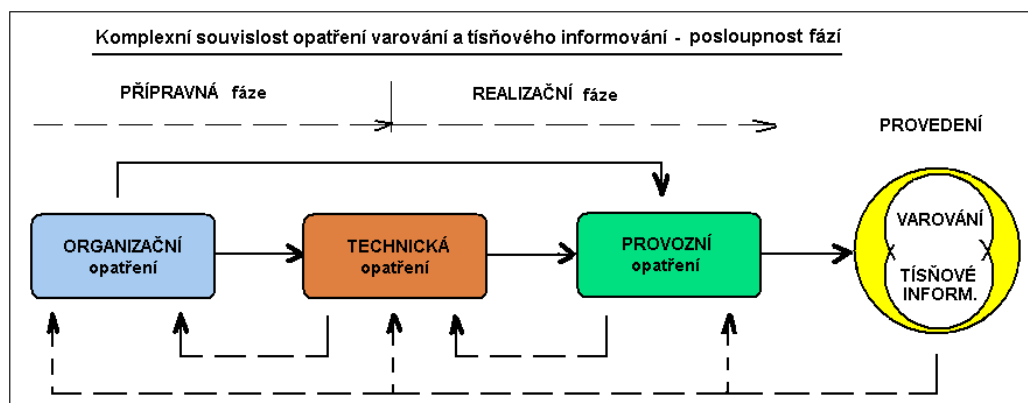 Komplexní souvislost opatření varování a tísňového informování - posloupnost fází
PŘÍPRAVNÁ fáze
REALIZAČNÍ fáze
PROVEDENÍ
ORGANIZAČNÍ
opatření
TECHNICKÁ
opatření
PROVOZNÍ
opatření
VAROVÁNÍ
TÍSŇOVÉ
INFORM.